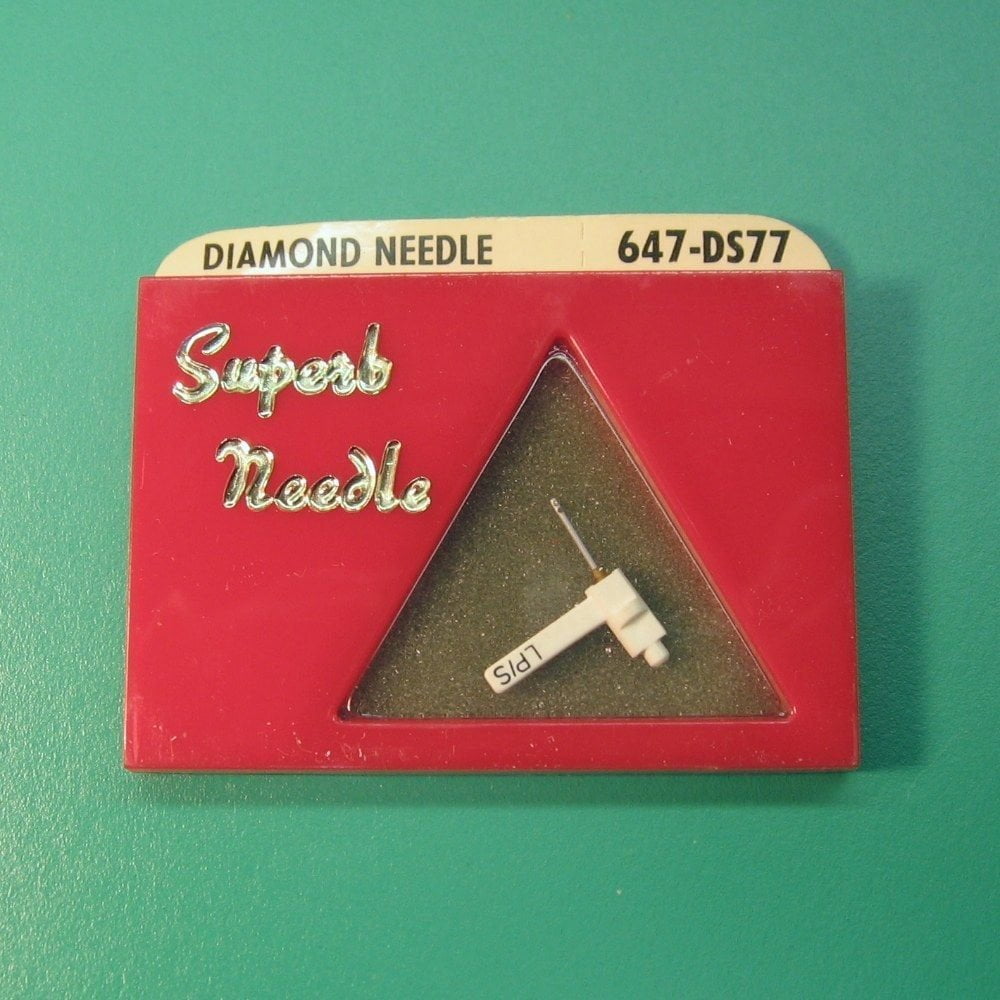 DIAMOND NEEDLE 647-DS77
Superb
Needle
LP/S